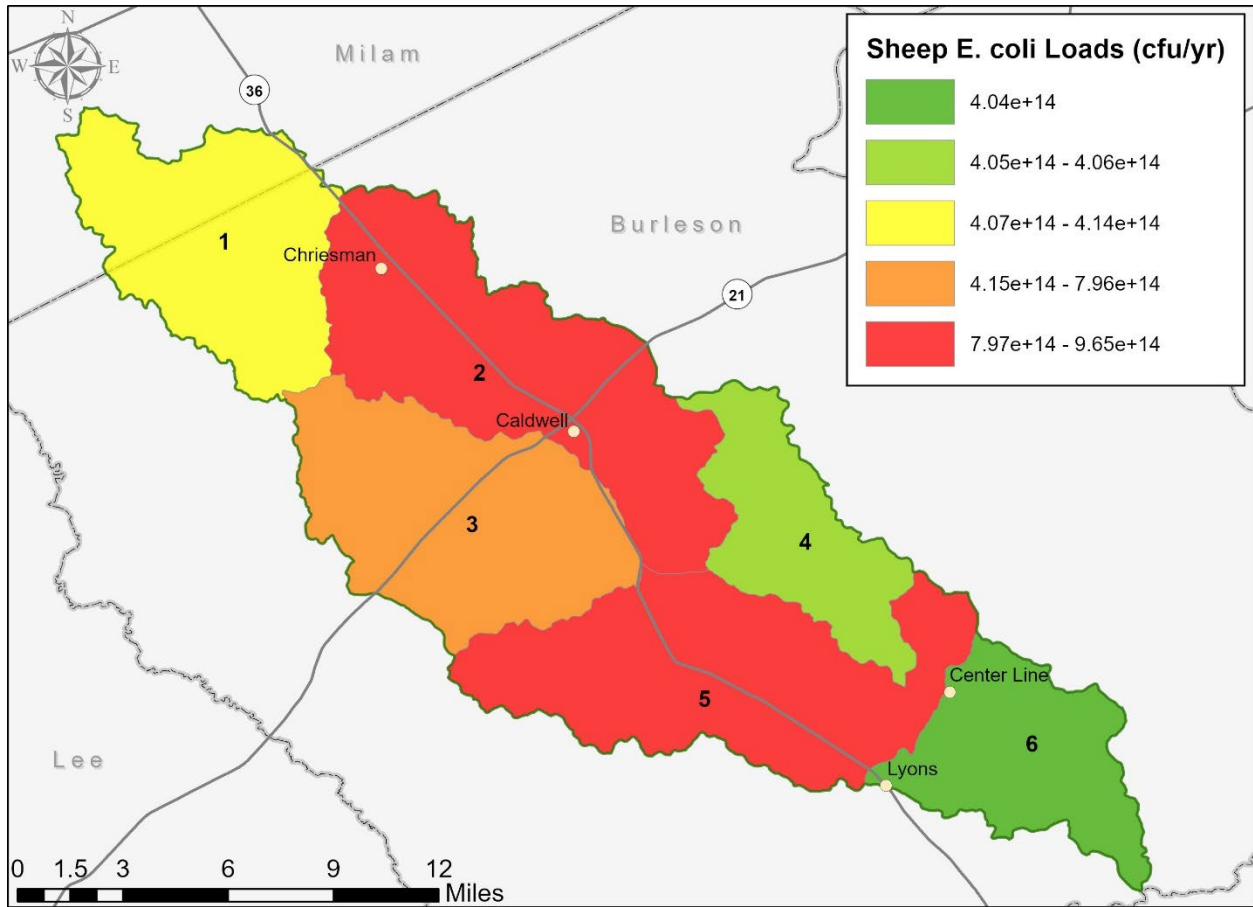 N
W E
S
Milam
36
Sheep E. coli Loads (cfu/yr)
4.04e+14
4.05e+14 - 4.06e+14
4.07e+14 - 4.14e+14
4.15e+14 - 7.96e+14
7.97e+14 - 9.65e+14
Burleson
1
Chriesman
21
2
Caldwell
3
4
Center Line
5
6
Lee
Lyons
0 1.5 3 6 9 12
Miles